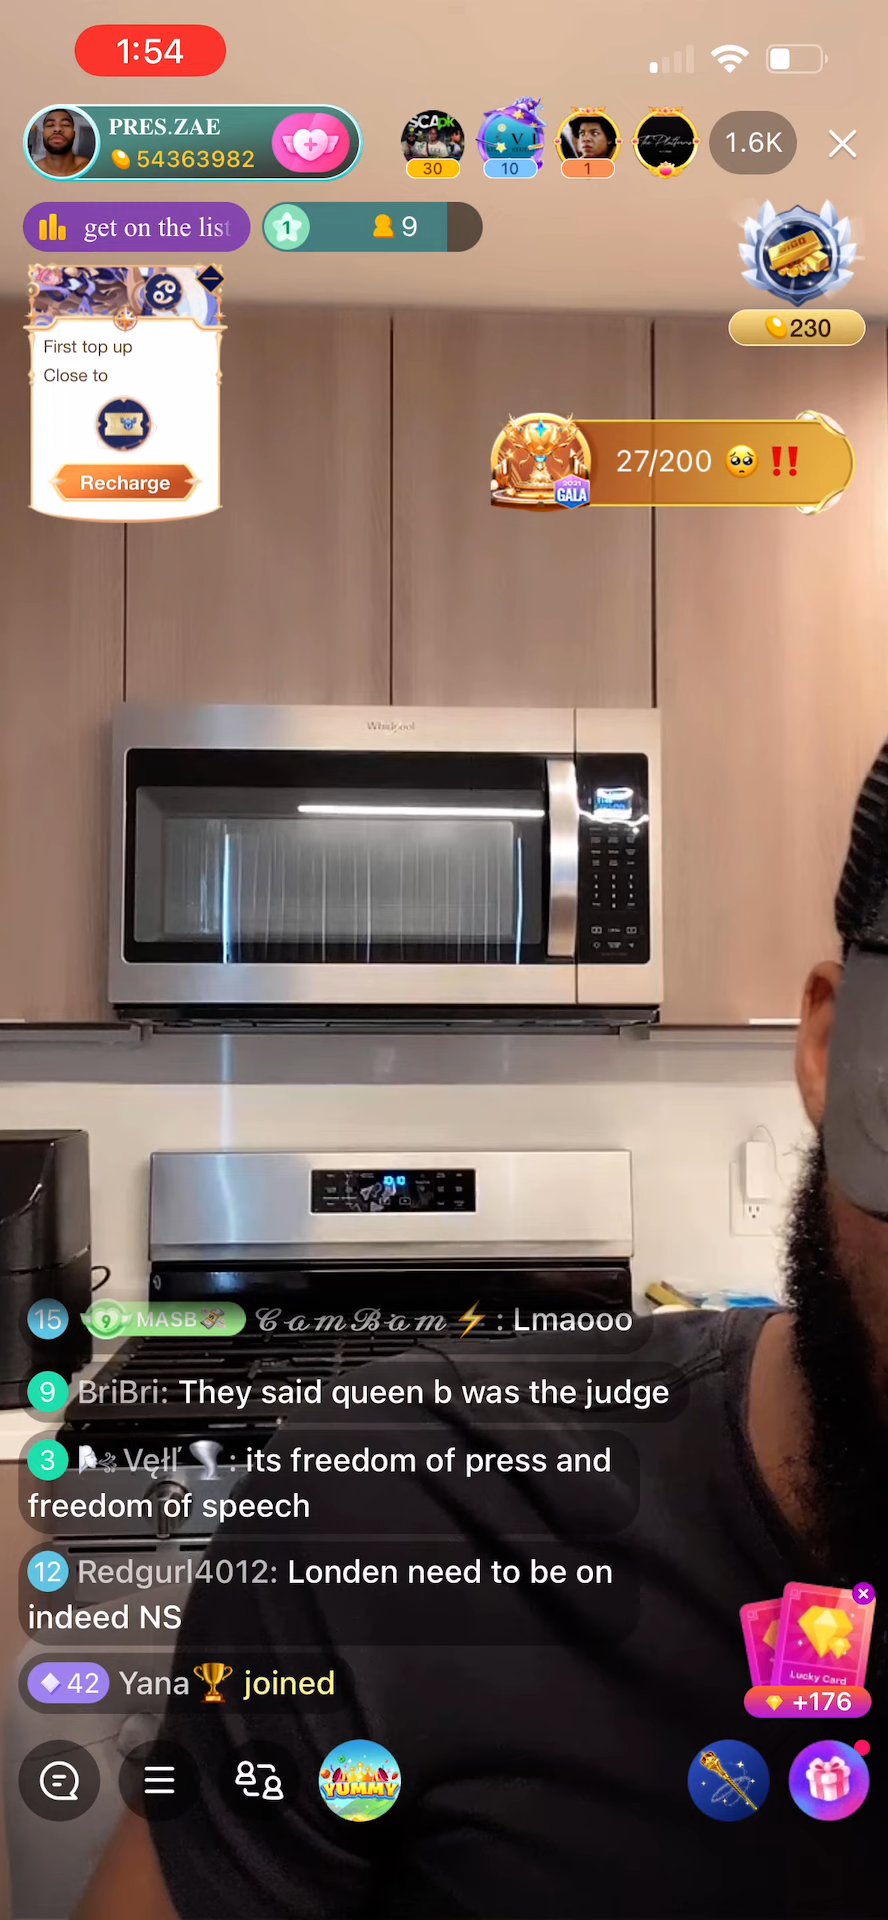 1:54
PRES.ZAE
54363982
30
10
1
1.6K
get on the list
1
9
230
First top up
Close to
Recharge
27/200 🥺 ‼️
GALA
Whirlpool
15 9 MASB💸 𝒞𝒶𝓂ℬ𝒶𝓂⚡ : Lmaooo
9 BriBri: They said queen b was the judge
3 🌬Vęłľ🌪: its freedom of press and
freedom of speech
12 Redgurl4012: Londen need to be on
indeed NS
42 Yana🏆 joined
Lucky Card
+176
YUMMY